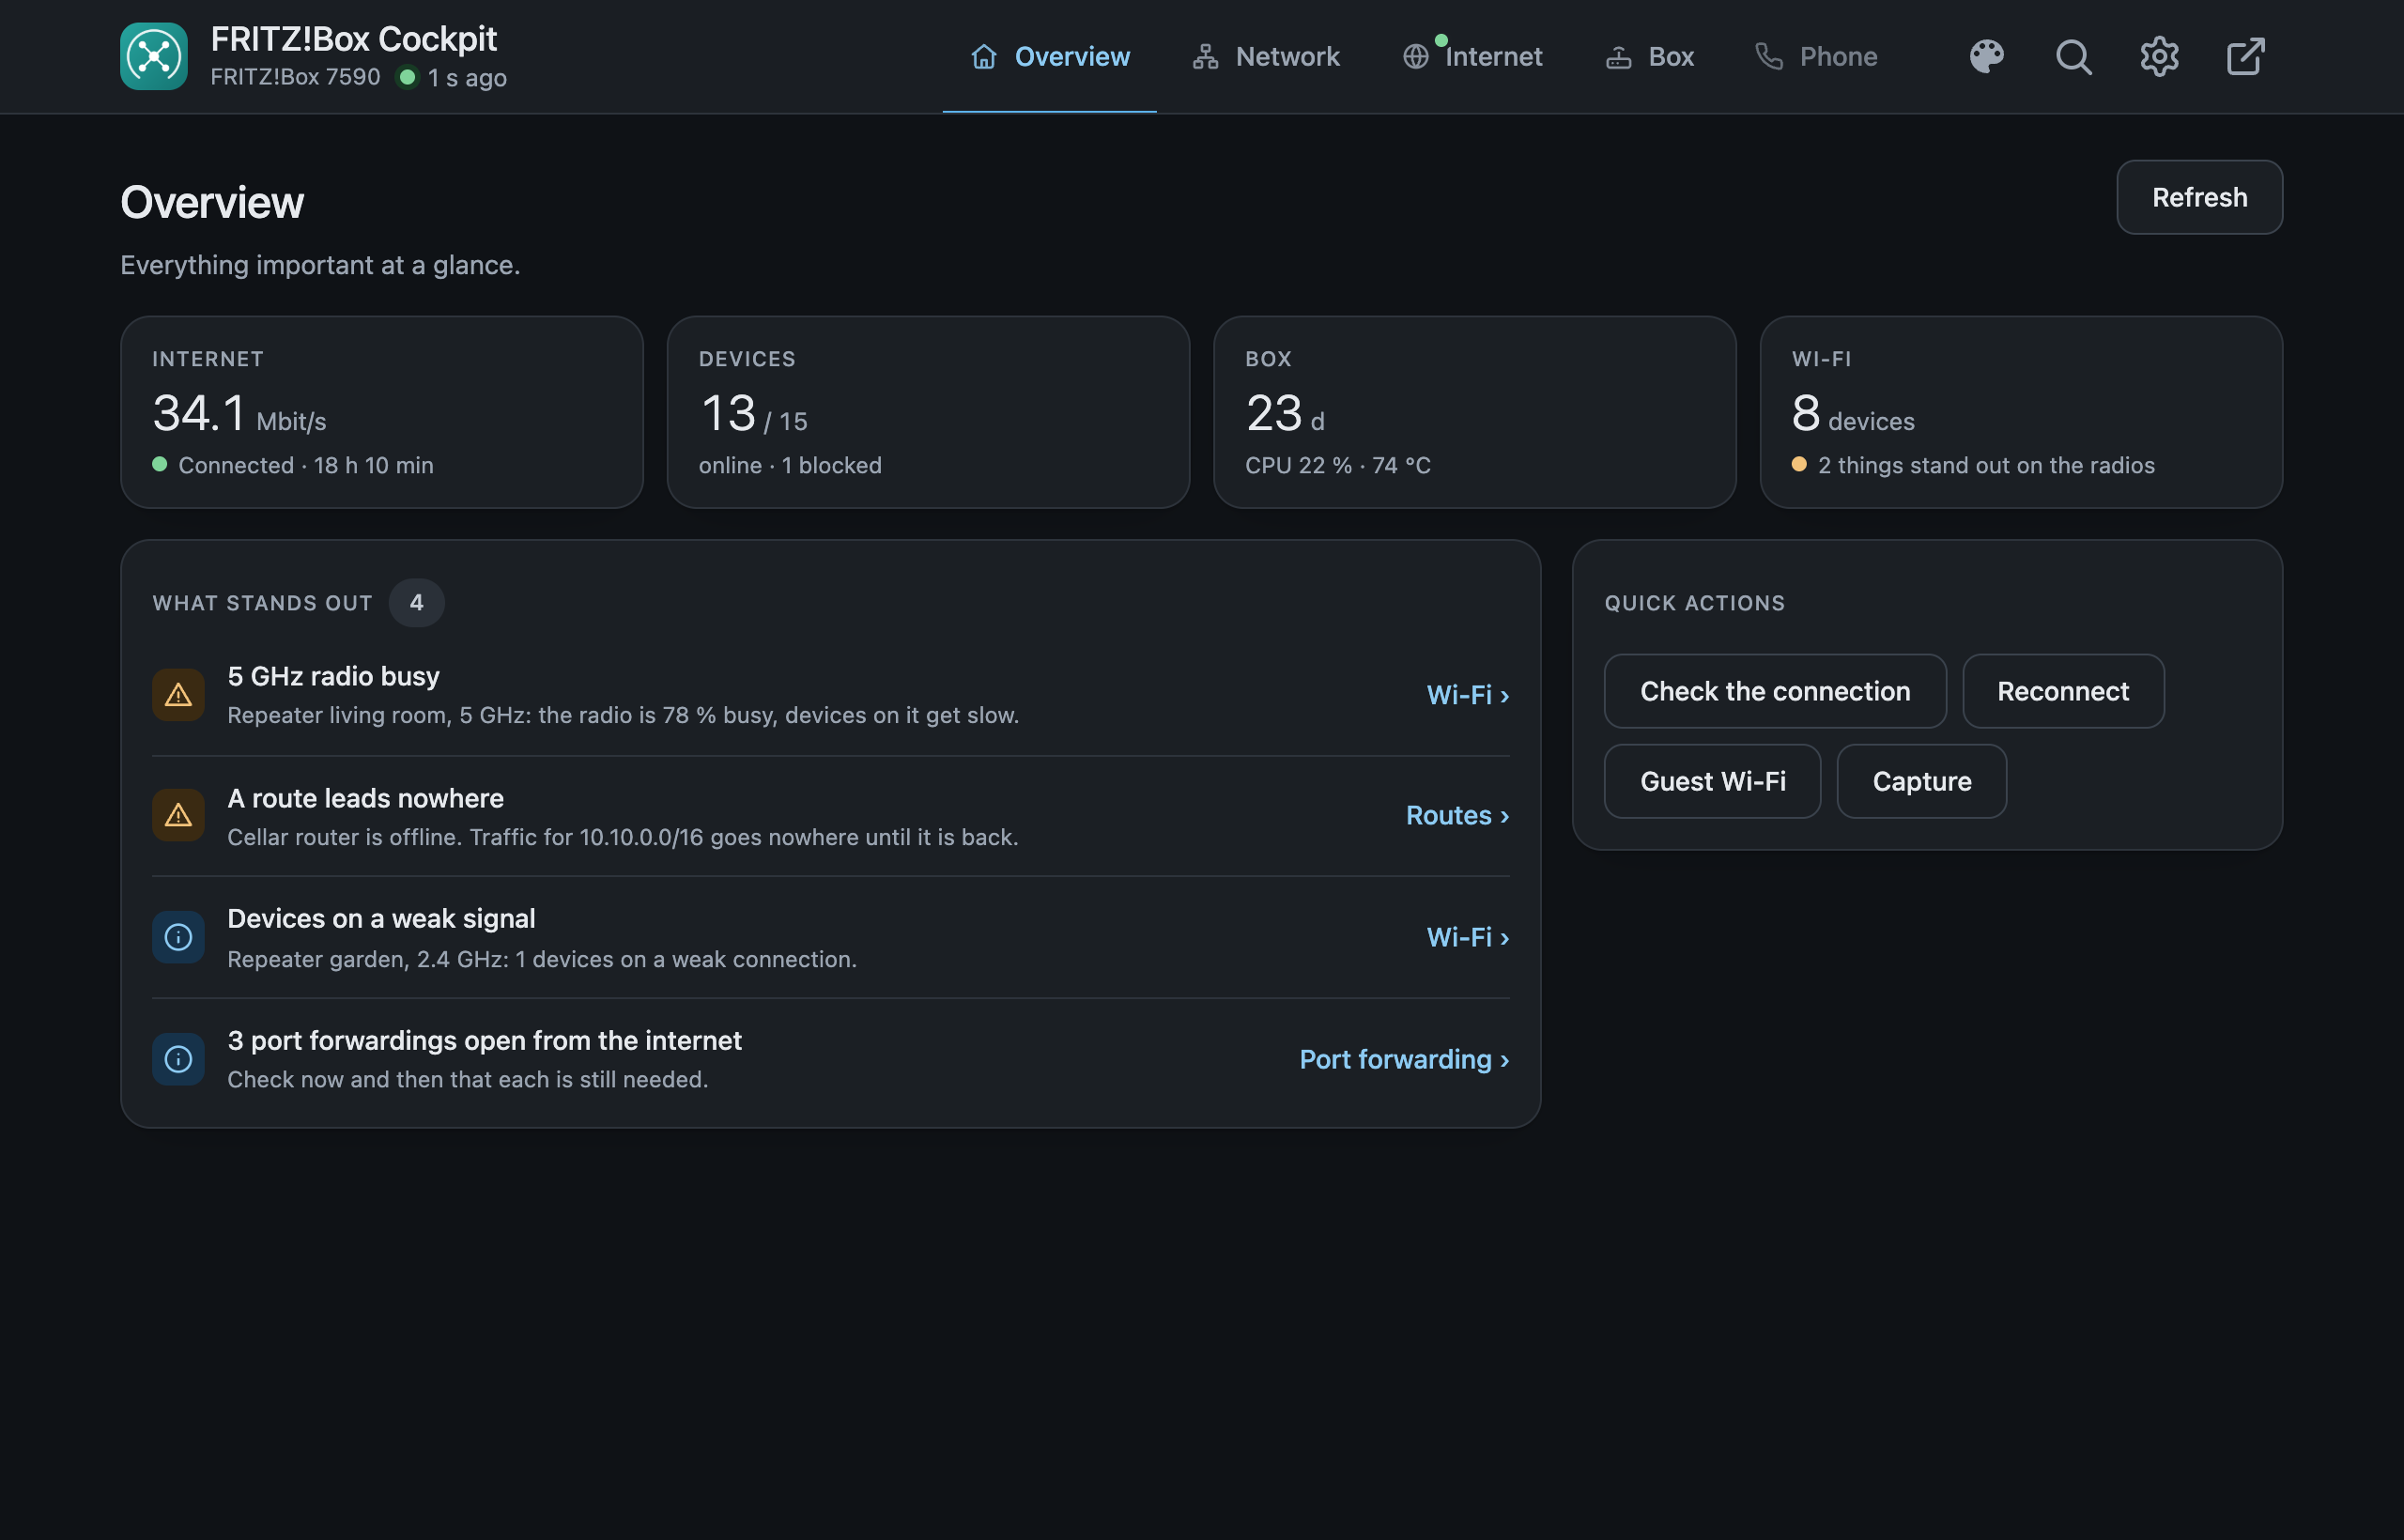 FRITZ!Box Cockpit
FRITZ!Box 7590 1 s ago
Overview
Network
Internet
Box
Phone
Overview
Refresh
Everything important at a glance.
INTERNET
34.1 Mbit/s
Connected · 18 h 10 min
DEVICES
13 / 15
online · 1 blocked
BOX
23 d
CPU 22 % · 74 °C
WI-FI
8 devices
2 things stand out on the radios
WHAT STANDS OUT 4
5 GHz radio busy
Repeater living room, 5 GHz: the radio is 78 % busy, devices on it get slow.
Wi-Fi ›
A route leads nowhere
Cellar router is offline. Traffic for 10.10.0.0/16 goes nowhere until it is back.
Routes ›
Devices on a weak signal
Repeater garden, 2.4 GHz: 1 devices on a weak connection.
Wi-Fi ›
3 port forwardings open from the internet
Check now and then that each is still needed.
Port forwarding ›
QUICK ACTIONS
Check the connection
Reconnect
Guest Wi-Fi
Capture